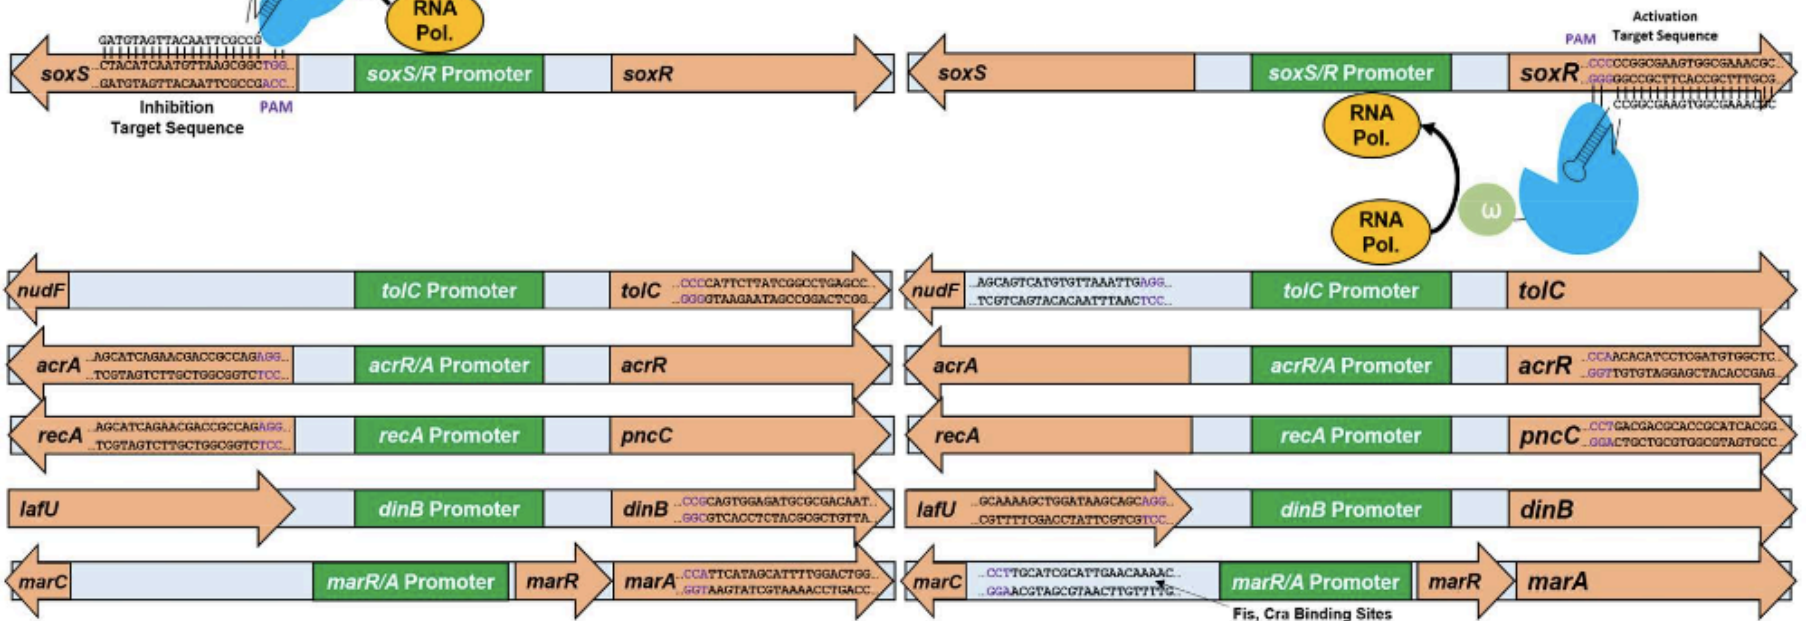 RNA
Pol.
GATGTAGTTACAATTCGCCG
soxS
..CTACATCAATGTTAAGCGGCTGG..
..GATGTAGTTACAATTCGCCGACC..
soxS/R Promoter
soxR
Inhibition
Target Sequence
PAM
Activation
Target Sequence
PAM
soxS
soxS/R Promoter
soxR
..CCCCCGGCGAAGTGGCGAAACGC..
..GGGGGCCGCTTCACCGCTTTGCG..
CCGGCGAAGTGGCGAAACGC
RNA
Pol.
ω
RNA
Pol.
nudF
tolC Promoter
tolC
..CCCCATTCTTATCGGCCTGAGCC..
..GGGGTAAGAATAGCCGGACTCGG..
nudF
..AGCAGTCATGTGTTAAATTGAGG..
..TCGTCAGTACACAATTTAACTCC..
tolC Promoter
tolC
acrA
..AGCATCAGAACGACCGCCAGAGG..
..TCGTAGTCTTGCTGGCGGTCTCC..
acrR/A Promoter
acrR
acrA
acrR/A Promoter
acrR
..CCAACACATCCTCGATGTGGCTC..
..GGTTGTGTAGGAGCTACACCGAG..
recA
..AGCATCAGAACGACCGCCAGAGG..
..TCGTAGTCTTGCTGGCGGTCTCC..
recA Promoter
pncC
recA
recA Promoter
pncC
..CCTGACGACGCACCGCATCACGG..
..GGACTGCTGCGTGGCGTAGTGCC..
lafU
dinB Promoter
dinB
..CCGCAGTGGAGATGCGCGACAAT..
..GGCGTCACCTCTACGCGCTGTTA..
lafU
..GCAAAAGCTGGATAAGCAGCAGG..
..CGTTTTCGACCTATTCGTCGTCC..
dinB Promoter
dinB
marC
marR/A Promoter
marR
marA
..CCATTCATAGCATTTTGGACTGG..
..GGTAAGTATCGTAAAACCTGACC..
marC
..CCTTGCATCGCATTGAACAAAAC..
..GGAACGTAGCGTAACTTGTTTTG..
marR/A Promoter
marR
marA
Fis, Cra Binding Sites